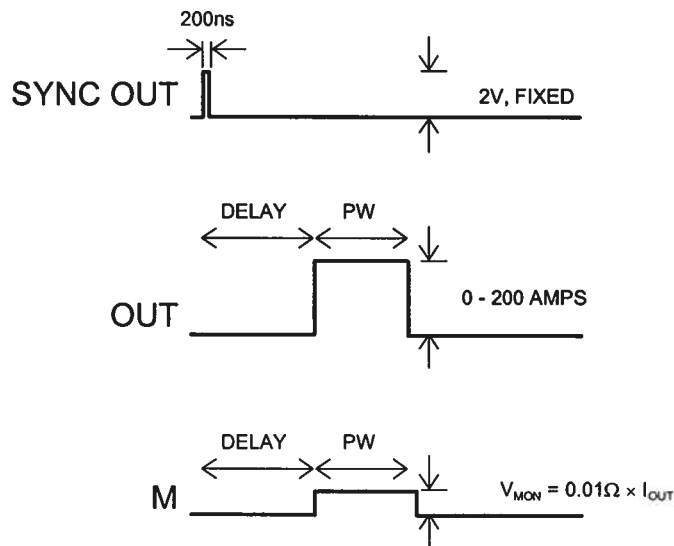 200ns
SYNC OUT
2V, FIXED
DELAY PW
OUT
0 - 200 AMPS
DELAY PW
M
V_MON = 0.01Ω × I_OUT